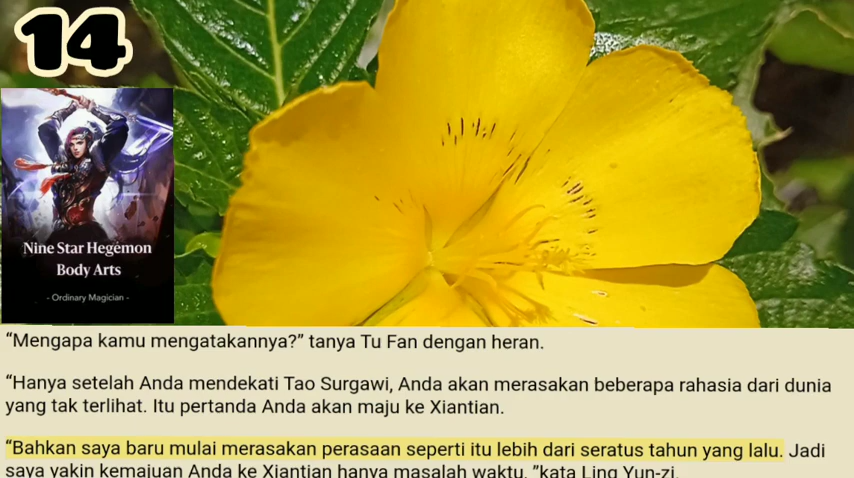 14
Nine Star Hegemon
Body Arts
- Ordinary Magician -
“Mengapa kamu mengatakannya?” tanya Tu Fan dengan heran.
“Hanya setelah Anda mendekati Tao Surgawi, Anda akan merasakan beberapa rahasia dari dunia
yang tak terlihat. Itu pertanda Anda akan maju ke Xiantian.
“Bahkan saya baru mulai merasakan perasaan seperti itu lebih dari seratus tahun yang lalu. Jadi
saya yakin kemajuan Anda ke Xiantian hanya masalah waktu, ”kata Ling Yun-zi.